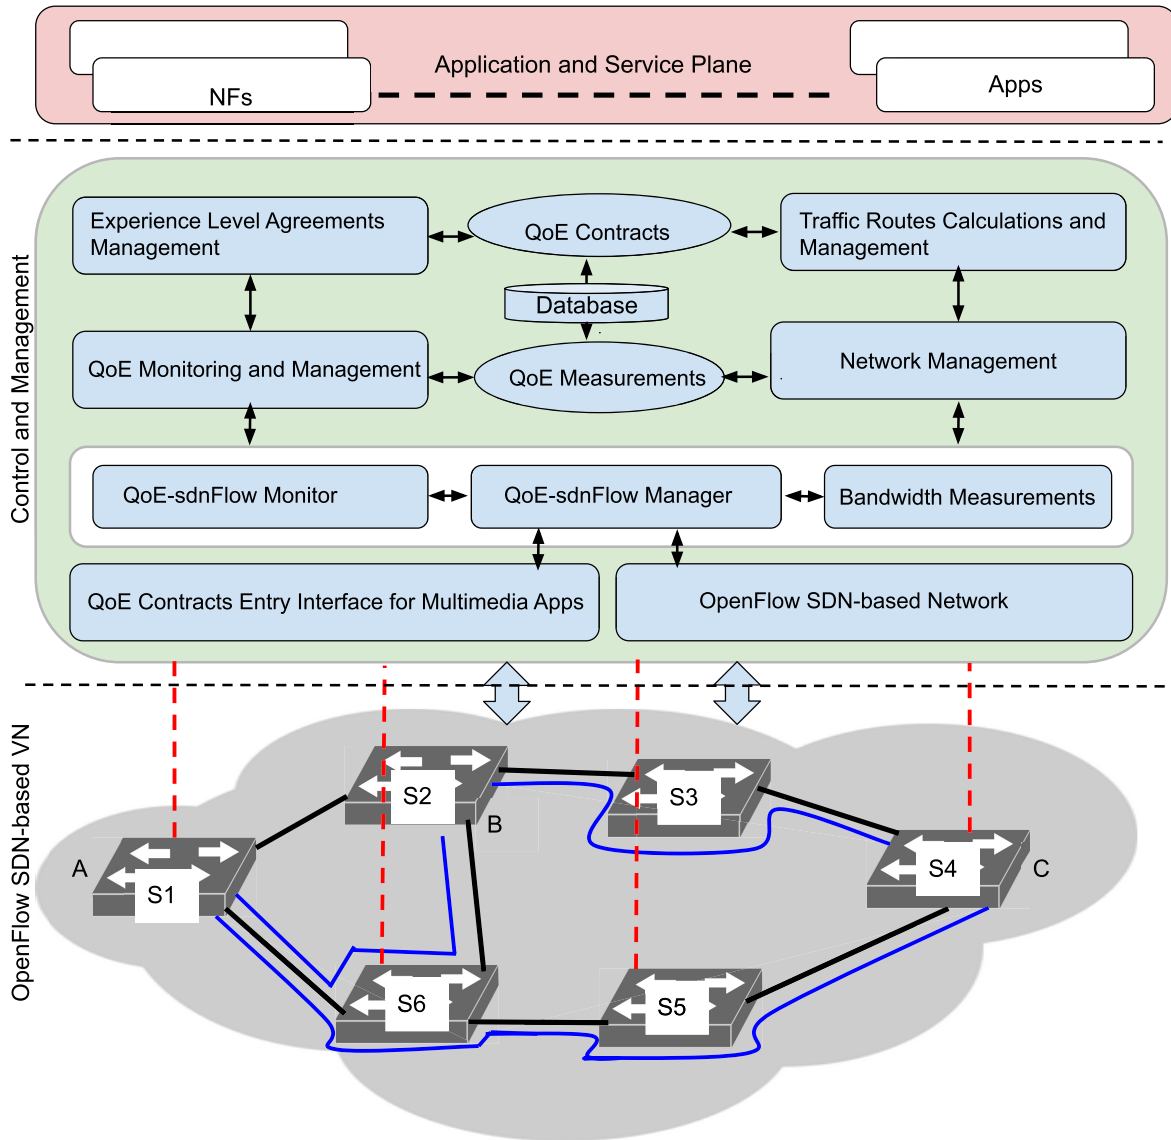 Application and Service Plane
NFs
Apps
Control and Management
Experience Level Agreements
Management
QoE Contracts
Traffic Routes Calculations and
Management
Database
QoE Monitoring and Management
QoE Measurements
Network Management
QoE-sdnFlow Monitor
QoE-sdnFlow Manager
Bandwidth Measurements
QoE Contracts Entry Interface for Multimedia Apps
OpenFlow SDN-based Network
OpenFlow SDN-based VN
S2
S3
B
A
S1
S4
C
S6
S5